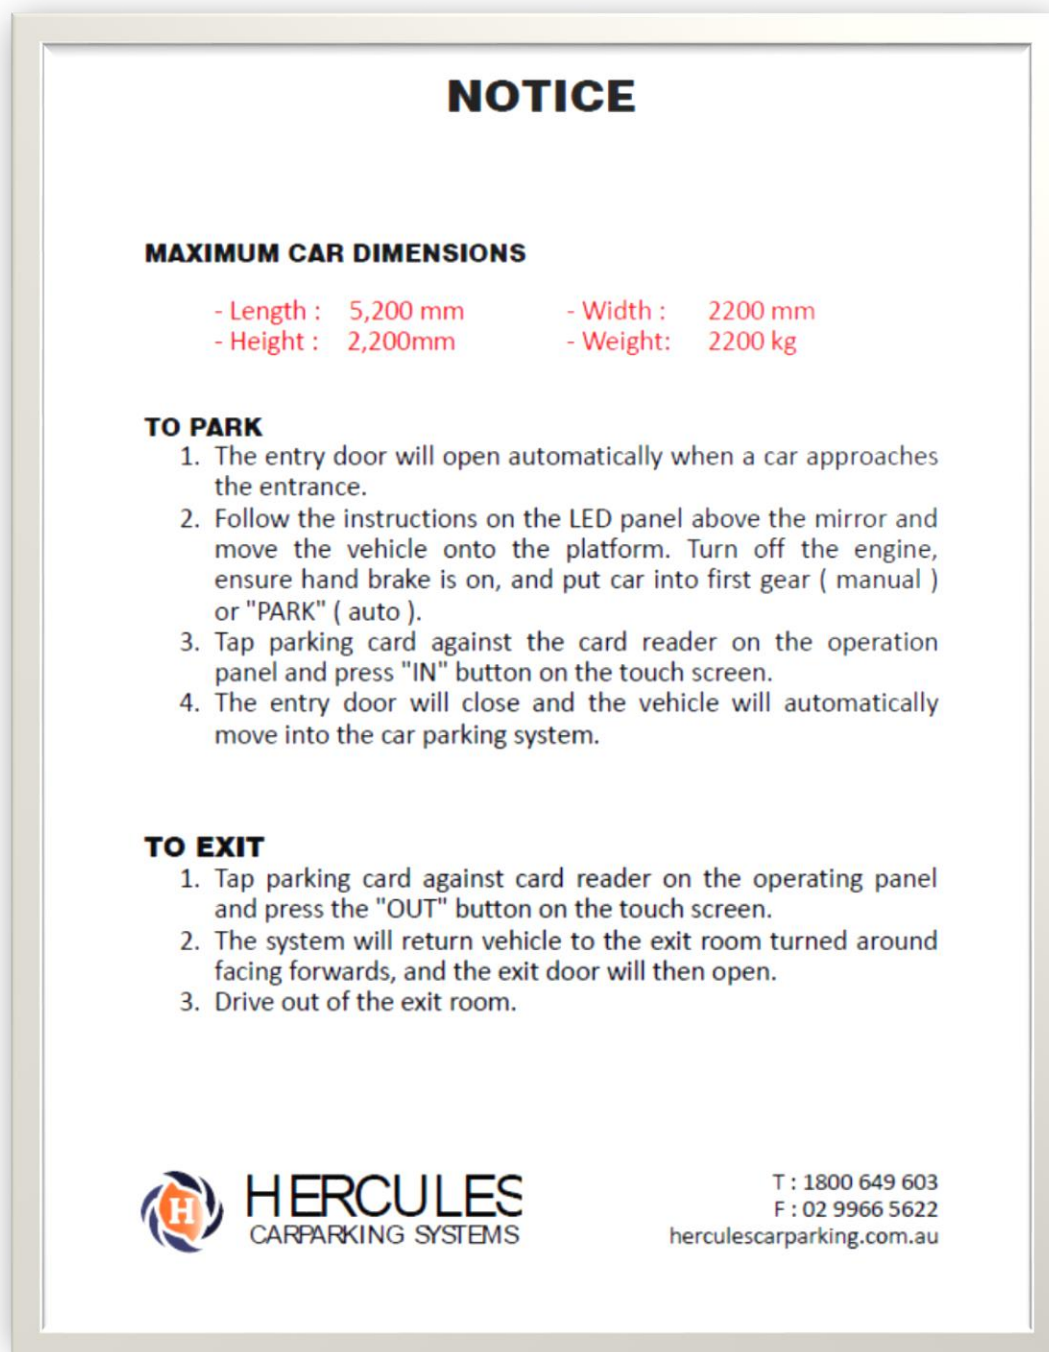 NOTICE
MAXIMUM CAR DIMENSIONS
- Length : 5,200 mm - Width : 2200 mm
- Height : 2,200mm - Weight: 2200 kg
TO PARK
1. The entry door will open automatically when a car approaches
the entrance.
2. Follow the instructions on the LED panel above the mirror and
move the vehicle onto the platform. Turn off the engine,
ensure hand brake is on, and put car into first gear ( manual )
or "PARK" ( auto ).
3. Tap parking card against the card reader on the operation
panel and press "IN" button on the touch screen.
4. The entry door will close and the vehicle will automatically
move into the car parking system.
TO EXIT
1. Tap parking card against card reader on the operating panel
and press the "OUT" button on the touch screen.
2. The system will return vehicle to the exit room turned around
facing forwards, and the exit door will then open.
3. Drive out of the exit room.
H
HERCULES
CARPARKING SYSTEMS
T : 1800 649 603
F : 02 9966 5622
herculescarparking.com.au